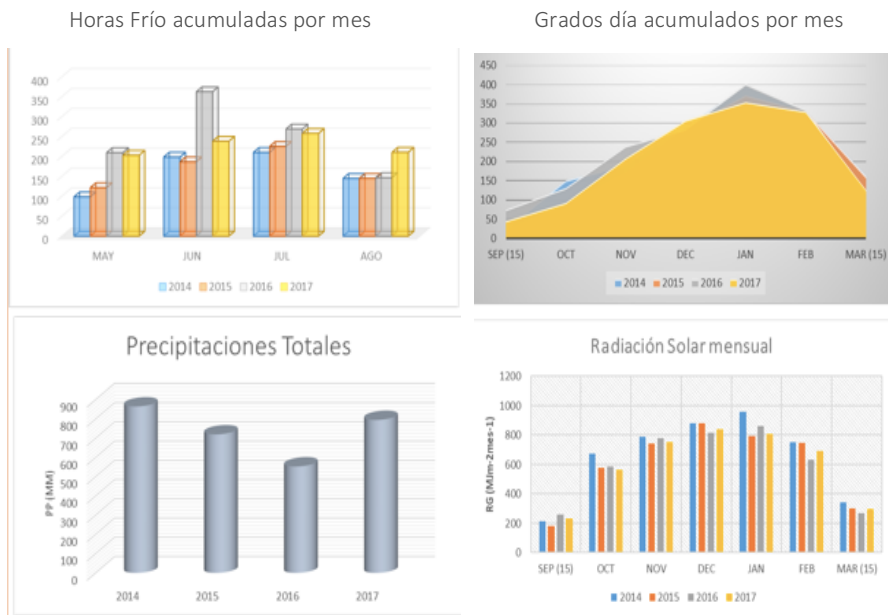 Horas Frío acumuladas por mes
Grados día acumulados por mes
400
350
300
250
200
150
100
50
0
MAY JUN JUL AGO
2014 2015 2016 2017
450
400
350
300
250
200
150
100
50
0
SEP (15) OCT NOV DEC JAN FEB MAR (15)
2014 2015 2016 2017
Precipitaciones Totales
PP (MM)
900
800
700
600
500
400
300
200
100
0
2014 2015 2016 2017
Radiación Solar mensual
RG (MJm-2mes-1)
1200
1000
800
600
400
200
0
SEP (15) OCT NOV DEC JAN FEB MAR (15)
2014 2015 2016 2017